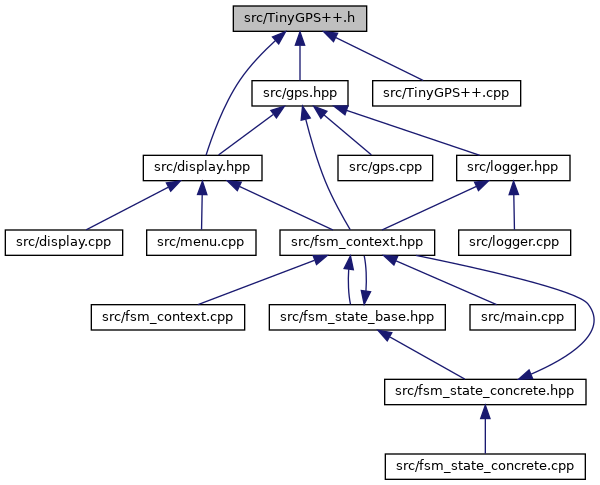 src/TinyGPS++.h
src/gps.hpp
src/TinyGPS++.cpp
src/display.hpp
src/gps.cpp
src/logger.hpp
src/display.cpp
src/menu.cpp
src/fsm_context.hpp
src/logger.cpp
src/fsm_context.cpp
src/fsm_state_base.hpp
src/main.cpp
src/fsm_state_concrete.hpp
src/fsm_state_concrete.cpp